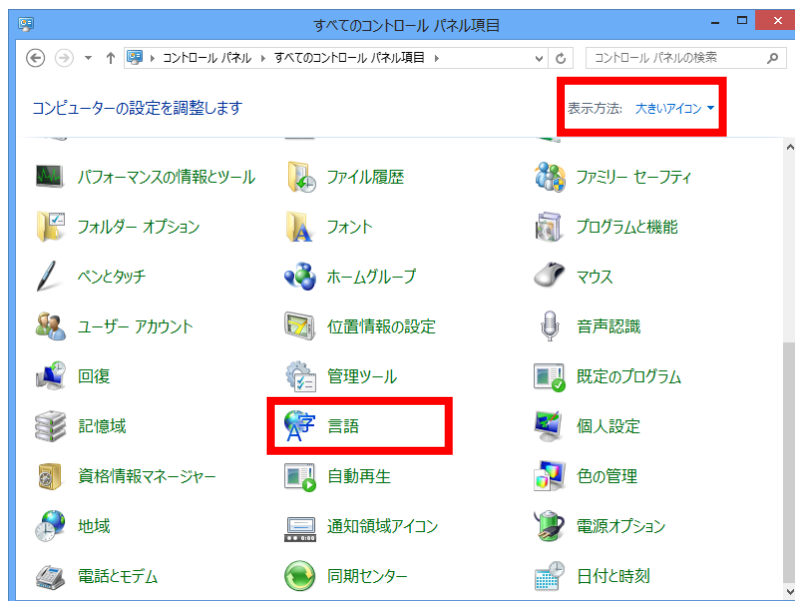 すべてのコントロール パネル項目
コントロール パネル すべてのコントロール パネル項目 コントロール パネルの検索
コンピューターの設定を調整します 表示方法: 大きいアイコン
パフォーマンスの情報とツール ファイル履歴 ファミリー セーフティ
フォルダー オプション フォント プログラムと機能
ペンとタッチ ホームグループ マウス
ユーザー アカウント 位置情報の設定 音声認識
回復 管理ツール 既定のプログラム
記憶域 言語 個人設定
資格情報マネージャー 自動再生 色の管理
地域 通知領域アイコン 電源オプション
電話とモデム 同期センター 日付と時刻